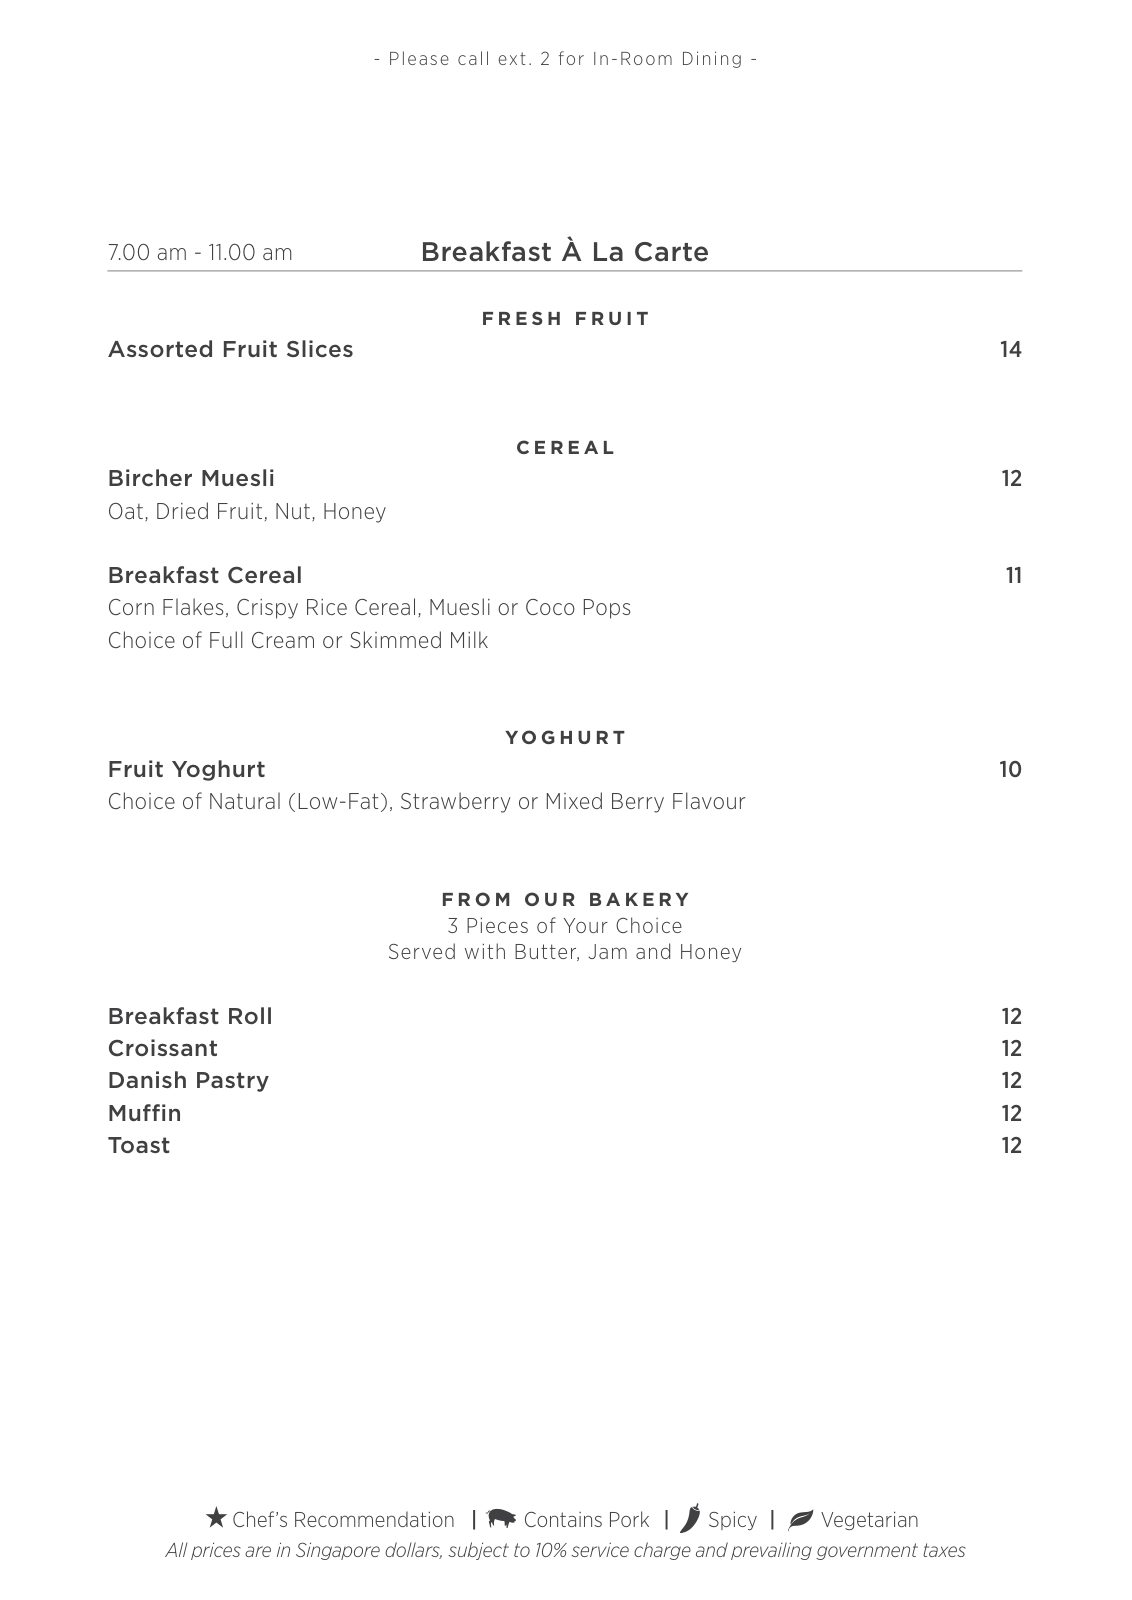 - Please call ext. 2 for In-Room Dining -
7.00 am - 11.00 am Breakfast À La Carte
FRESH FRUIT
Assorted Fruit Slices 14
CEREAL
Bircher Muesli 12
Oat, Dried Fruit, Nut, Honey
Breakfast Cereal 11
Corn Flakes, Crispy Rice Cereal, Muesli or Coco Pops
Choice of Full Cream or Skimmed Milk
YOGHURT
Fruit Yoghurt 10
Choice of Natural (Low-Fat), Strawberry or Mixed Berry Flavour
FROM OUR BAKERY
3 Pieces of Your Choice
Served with Butter, Jam and Honey
Breakfast Roll 12
Croissant 12
Danish Pastry 12
Muffin 12
Toast 12
Chef’s Recommendation | Contains Pork | Spicy | Vegetarian
All prices are in Singapore dollars, subject to 10% service charge and prevailing government taxes